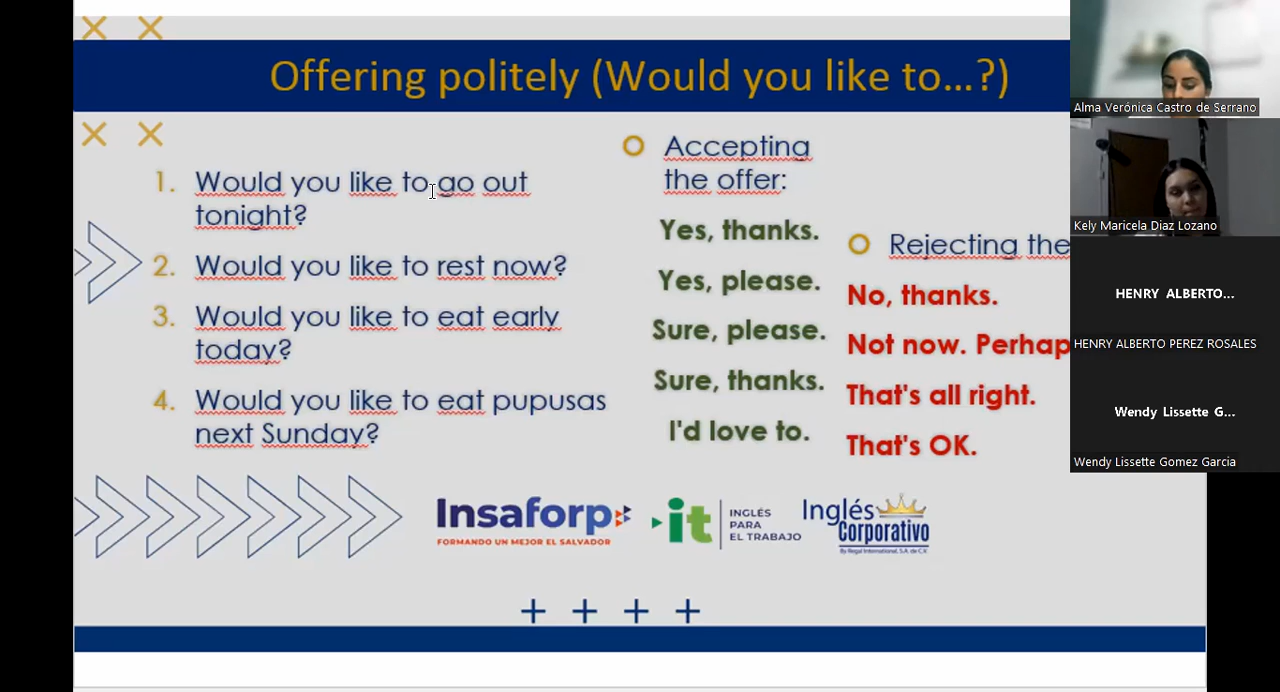 Offering politely (Would you like to...?)
1. Would you like to go out
tonight?
2. Would you like to rest now?
3. Would you like to eat early
today?
4. Would you like to eat pupusas
next Sunday?
Accepting
the offer:
Yes, thanks.
Yes, please.
Sure, please.
Sure, thanks.
I'd love to.
Rejecting the
No, thanks.
Not now. Perhap
That's all right.
That's OK.
Insaforp
FORMANDO UN MEJOR EL SALVADOR
it
INGLÉS
PARA
EL TRABAJO
Inglés
Corporativo
By Regal International, S.A. de C.V.
Alma Verónica Castro de Serrano
Kely Maricela Diaz Lozano
HENRY ALBERTO...
HENRY ALBERTO PEREZ ROSALES
Wendy Lissette G...
Wendy Lissette Gomez Garcia